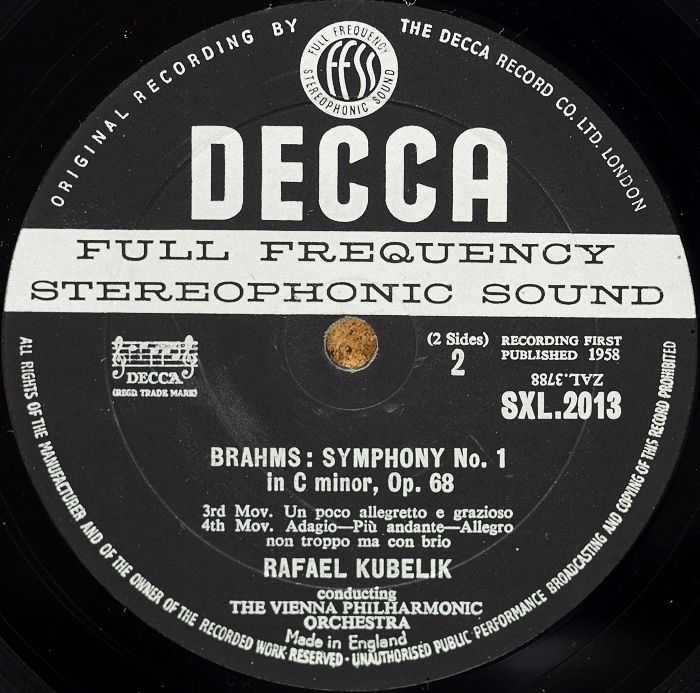 ORIGINAL RECORDING BY THE DECCA RECORD CO. LTD. LONDON
FULL FREQUENCY
FFSS
STEREOPHONIC SOUND
DECCA
FULL FREQUENCY
STEREOPHONIC SOUND
DECCA
(REGD. TRADE MARK)
(2 Sides)
2
RECORDING FIRST
PUBLISHED 1958
ZAL.3788
SXL.2013
BRAHMS: SYMPHONY No. 1
in C minor, Op. 68
3rd Mov. Un poco allegretto e grazioso
4th Mov. Adagio—Più andante—Allegro
non troppo ma con brio
RAFAEL KUBELIK
conducting
THE VIENNA PHILHARMONIC
ORCHESTRA
Made in England
ALL RIGHTS OF THE MANUFACTURER AND OF THE OWNER OF THE RECORDED WORK RESERVED · UNAUTHORISED PUBLIC PERFORMANCE BROADCASTING AND COPYING OF THIS RECORD PROHIBITED